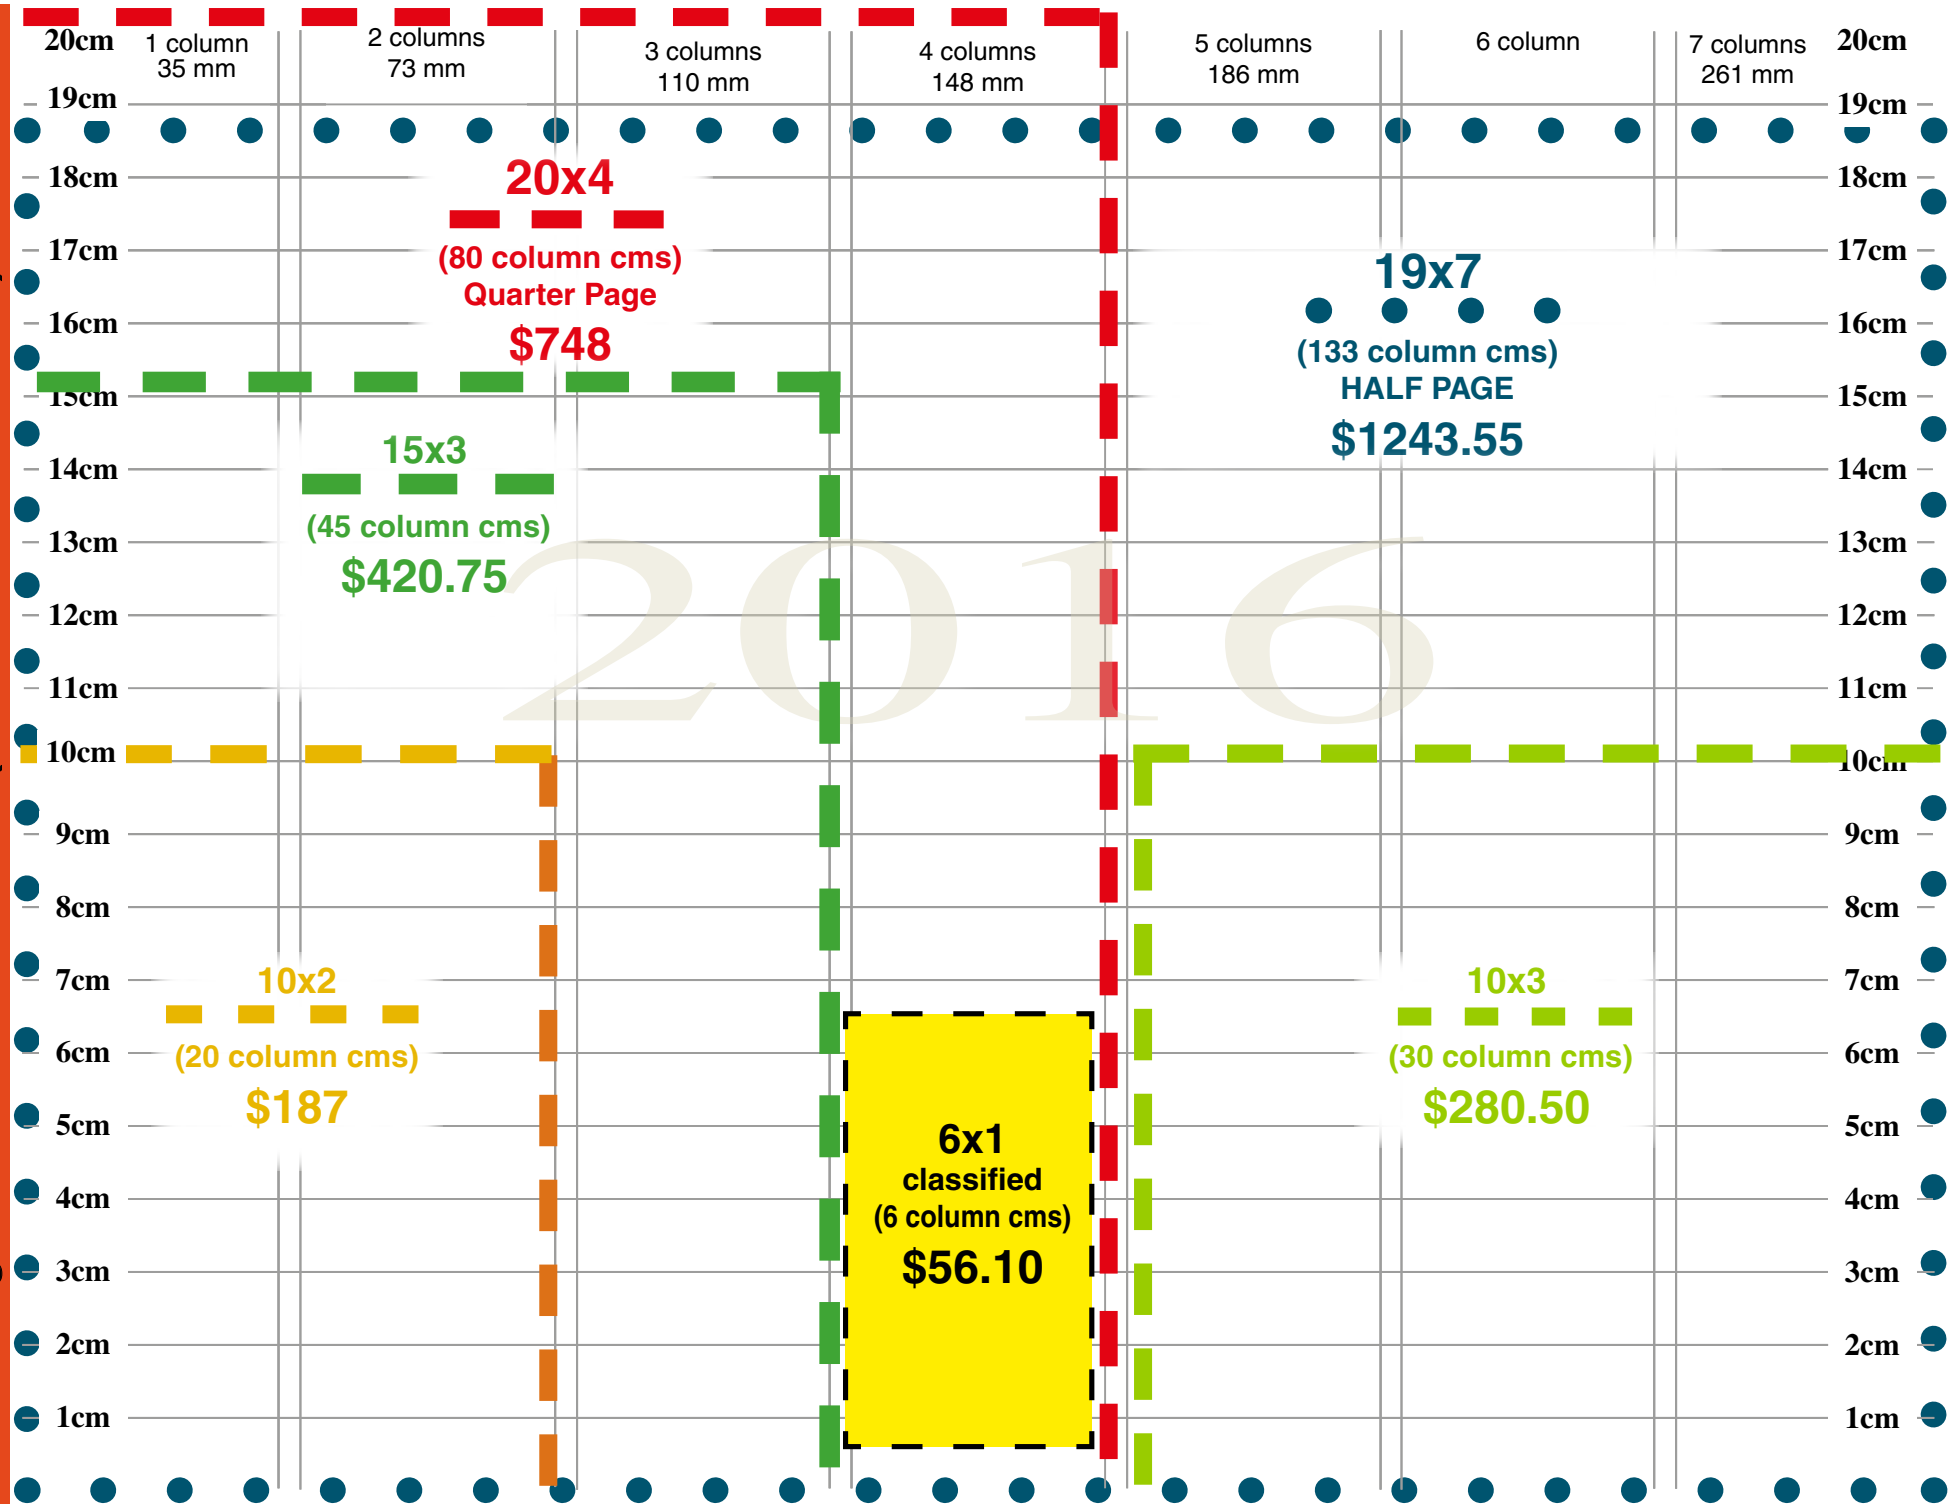 20cm
1 column
35 mm
2 columns
73 mm
3 columns
110 mm
4 columns
148 mm
5 columns
186 mm
6 column
7 columns
261 mm
20cm
19cm
19cm
18cm
20x4
18cm
17cm
(80 column cms)
19x7
17cm
Quarter Page
16cm
$748
(133 column cms)
16cm
15cm
HALF PAGE
15cm
15x3
$1243.55
14cm
14cm
(45 column cms)
13cm
13cm
$420.75
2016
12cm
12cm
11cm
11cm
10cm
10cm
9cm
9cm
8cm
8cm
7cm
10x2
10x3
7cm
6cm
(20 column cms)
(30 column cms)
6cm
$187
$280.50
5cm
6x1
5cm
classified
4cm
(6 column cms)
4cm
3cm
$56.10
3cm
2cm
2cm
1cm
1cm